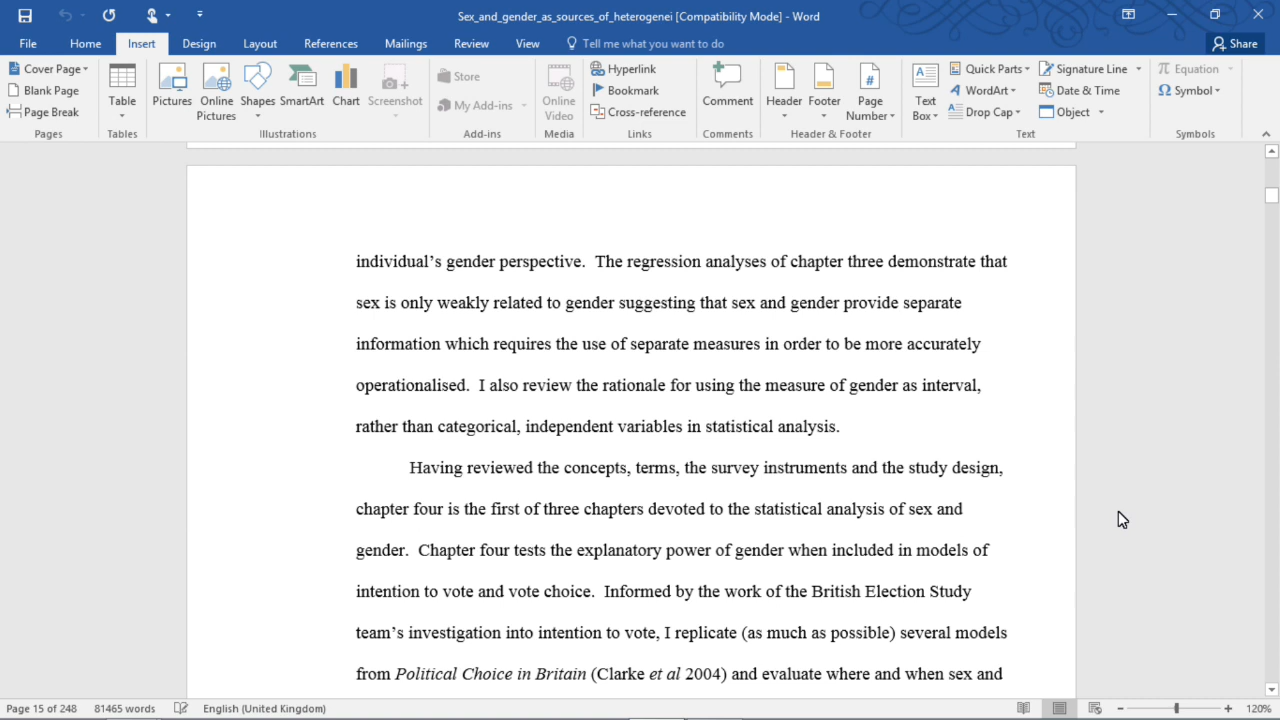 Sex_and_gender_as_sources_of_heterogenei [Compatibility Mode] - Word
File Home Insert Design Layout References Mailings Review View Tell me what you want to do Share
Cover Page
Blank Page
Page Break
Pages
Table
Tables
Pictures
Online Pictures
Shapes
SmartArt
Chart
Screenshot
Illustrations
Store
My Add-ins
Add-ins
Online Video
Media
Hyperlink
Bookmark
Cross-reference
Links
Comment
Comments
Header
Footer
Page Number
Header & Footer
Text Box
Quick Parts
WordArt
Drop Cap
Signature Line
Date & Time
Object
Text
Equation
Symbol
Symbols
individual’s gender perspective.  The regression analyses of chapter three demonstrate that
sex is only weakly related to gender suggesting that sex and gender provide separate
information which requires the use of separate measures in order to be more accurately
operationalised.  I also review the rationale for using the measure of gender as interval,
rather than categorical, independent variables in statistical analysis.
Having reviewed the concepts, terms, the survey instruments and the study design,
chapter four is the first of three chapters devoted to the statistical analysis of sex and
gender.  Chapter four tests the explanatory power of gender when included in models of
intention to vote and vote choice.  Informed by the work of the British Election Study
team’s investigation into intention to vote, I replicate (as much as possible) several models
from Political Choice in Britain (Clarke et al 2004) and evaluate where and when sex and
Page 15 of 248 81465 words English (United Kingdom) 120%